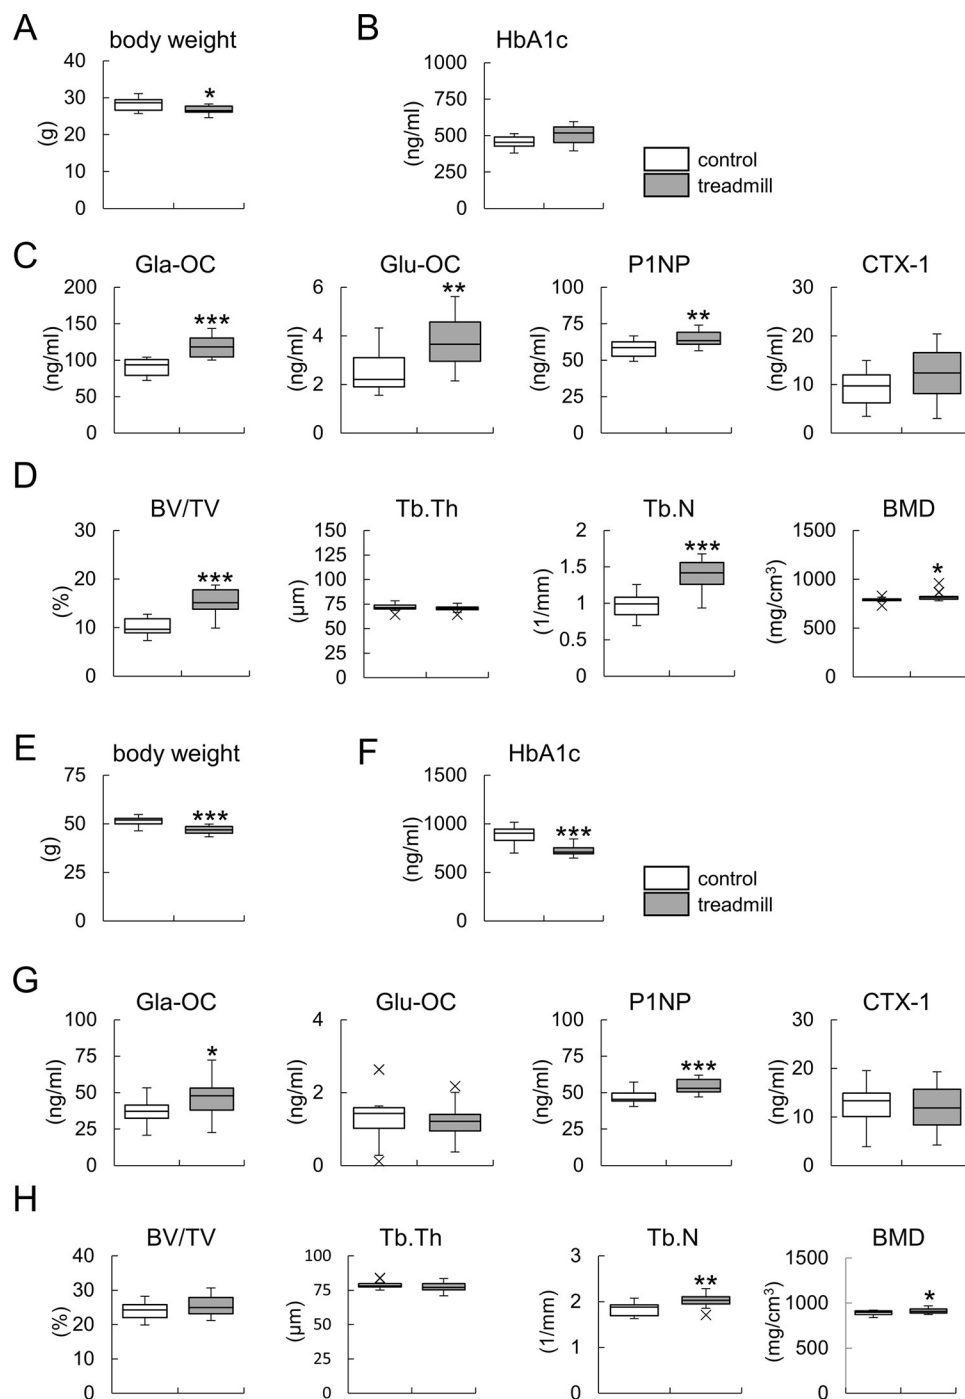 A
body weight
(g)
40
30
20
10
0
*
B
HbA1c
(ng/ml)
1000
750
500
250
0
control
treadmill
C
Gla-OC
(ng/ml)
200
150
100
50
0
***
Glu-OC
(ng/ml)
6
4
2
0
**
P1NP
(ng/ml)
100
75
50
25
0
**
CTX-1
(ng/ml)
30
20
10
0
D
BV/TV
(%)
30
20
10
0
***
Tb.Th
(μm)
150
125
100
75
50
25
0
Tb.N
(1/mm)
2
1.5
1
0.5
0
***
BMD
(mg/cm³)
1500
1000
500
0
*
E
body weight
(g)
75
50
25
0
***
F
HbA1c
(ng/ml)
1500
1000
500
0
***
control
treadmill
G
Gla-OC
(ng/ml)
100
75
50
25
0
*
Glu-OC
(ng/ml)
4
2
0
P1NP
(ng/ml)
100
75
50
25
0
***
CTX-1
(ng/ml)
30
20
10
0
H
BV/TV
(%)
40
30
20
10
0
Tb.Th
(μm)
100
75
50
25
0
Tb.N
(1/mm)
3
2
1
0
**
BMD
(mg/cm³)
1500
1000
500
0
*